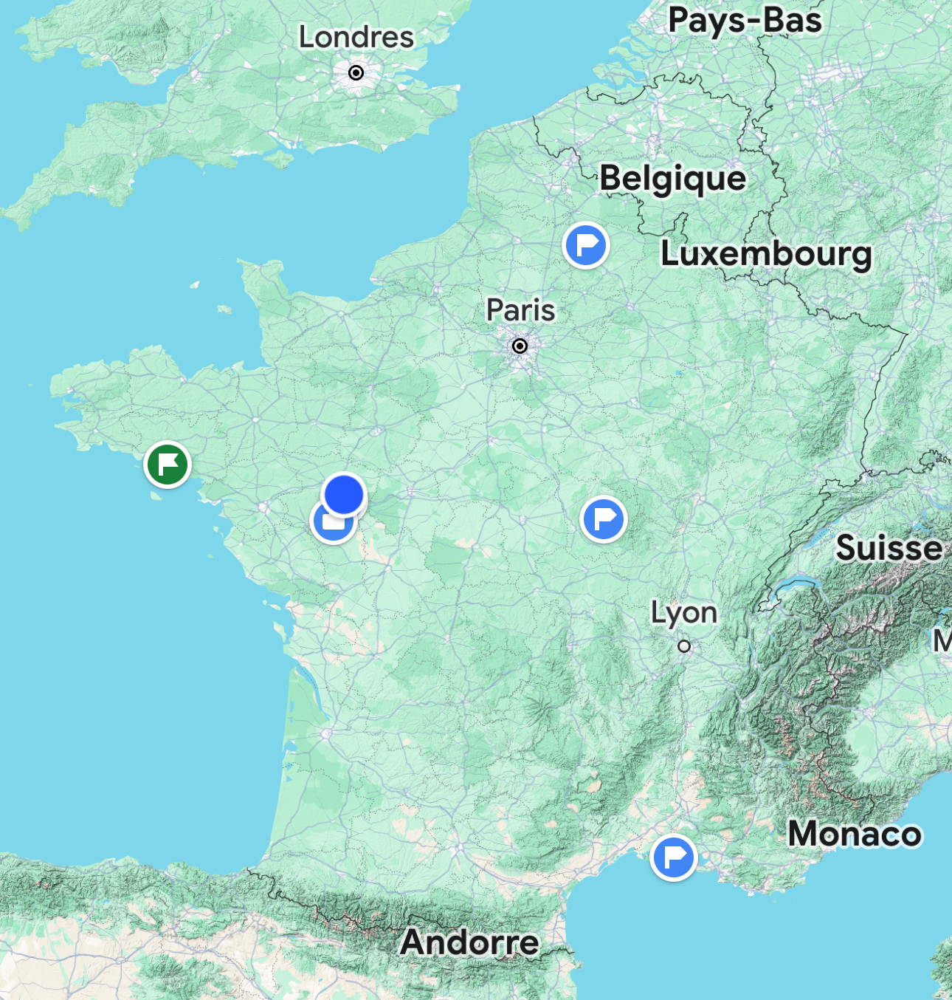 Pays-Bas
Londres
Belgique
Luxembourg
Paris
Suisse
Lyon
M
Monaco
Andorre